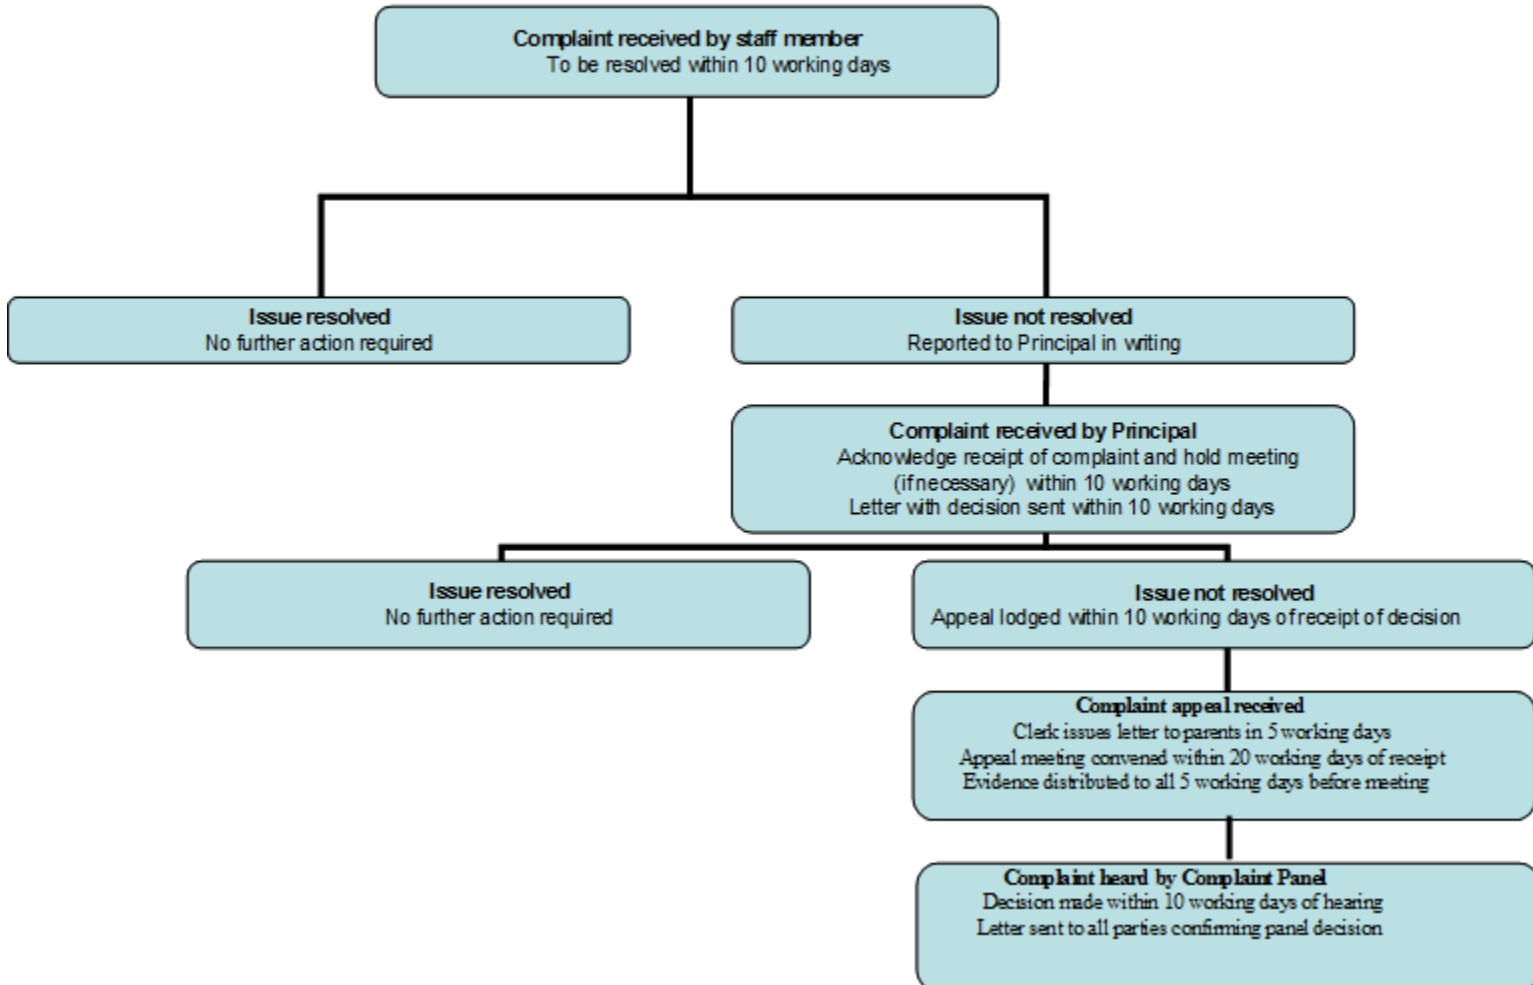 Complaint received by staff member
To be resolved within 10 working days
Issue resolved
No further action required
Issue not resolved
Reported to Principal in writing
Complaint received by Principal
Acknowledge receipt of complaint and hold meeting
(if necessary) within 10 working days
Letter with decision sent within 10 working days
Issue resolved
No further action required
Issue not resolved
Appeal lodged within 10 working days of receipt of decision
Complaint appeal received
Clerk issues letter to parents in 5 working days
Appeal meeting convened within 20 working days of receipt
Evidence distributed to all 5 working days before meeting
Complaint heard by Complaint Panel
Decision made within 10 working days of hearing
Letter sent to all parties confirming panel decision